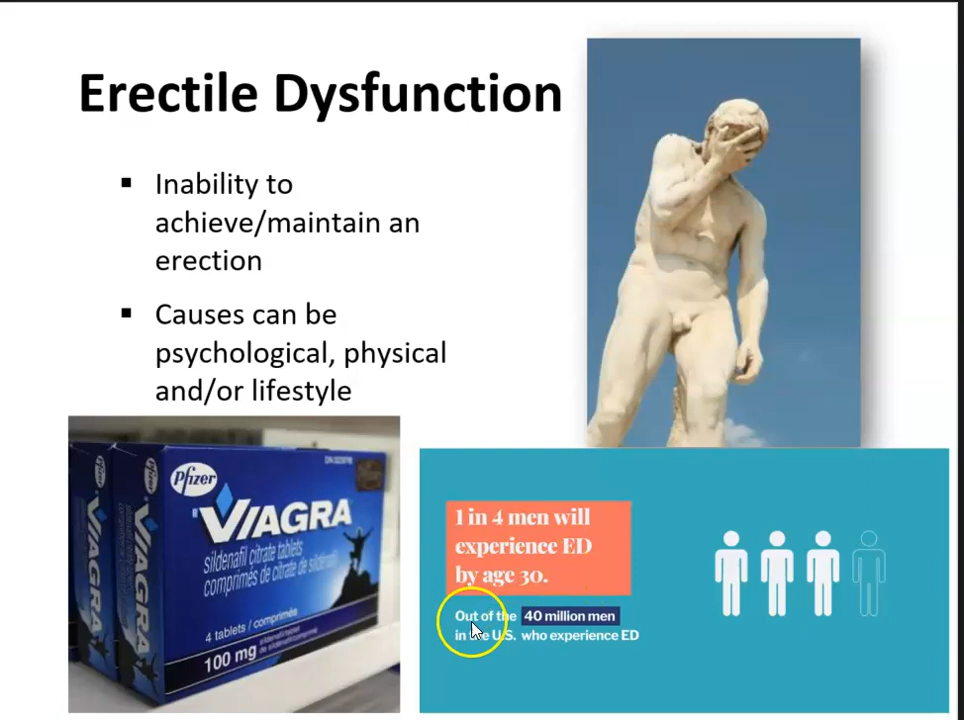 Erectile Dysfunction
▪ Inability to
achieve/maintain an
erection
▪ Causes can be
psychological, physical
and/or lifestyle
Pfizer
VIAGRA
sildenafil citrate tablets
comprimés de citrate de sildénafil
4 tablets / comprimés
100 mg
VIAGRA
VIAGRA
1 in 4 men will
experience ED
by age 30.
Out of the 40 million men
in the U.S. who experience ED